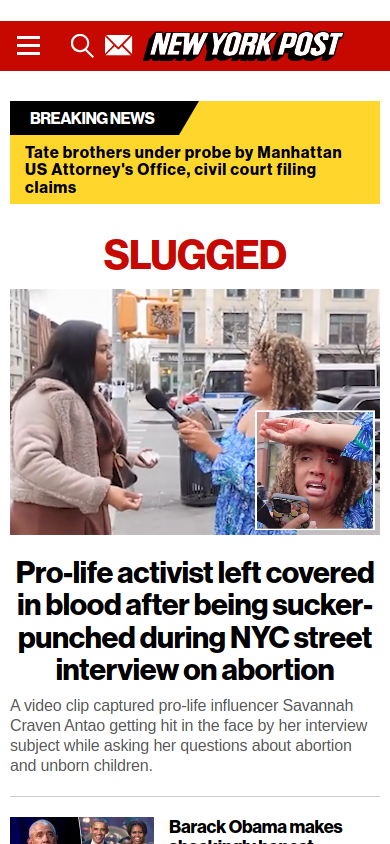 NEW YORK POST
BREAKING NEWS
Tate brothers under probe by Manhattan
US Attorney's Office, civil court filing
claims
SLUGGED
Pro-life activist left covered
in blood after being sucker-
punched during NYC street
interview on abortion
A video clip captured pro-life influencer Savannah
Craven Antao getting hit in the face by her interview
subject while asking her questions about abortion
and unborn children.
Barack Obama makes
shockingly honest